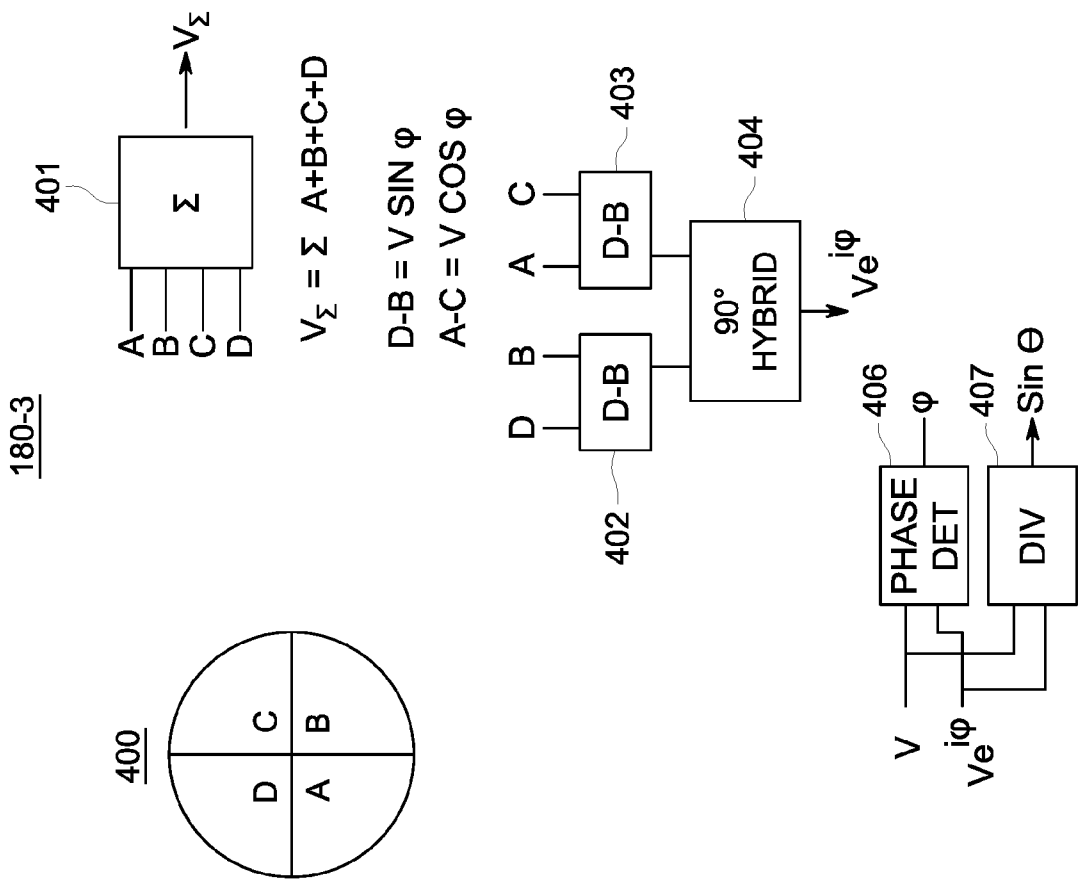 180-3
400
D C
A B
401
A
B
C
D
Σ
V_Σ
V_Σ = Σ A+B+C+D
D-B = V SIN φ
A-C = V COS φ
D B A C
D-B D-B
402
403
90°
HYBRID
404
Ve^iφ
V
Ve^iφ
PHASE
DET
406
φ
DIV
407
Sin Θ